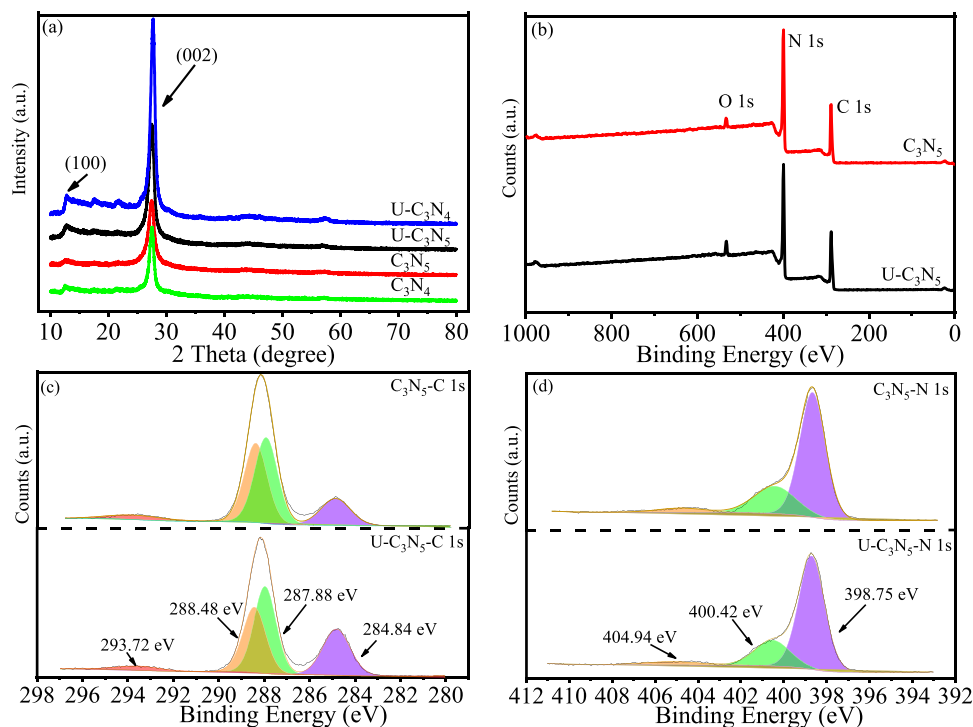 (a)
(002)
(100)
U-C₃N₄
U-C₃N₅
C₃N₅
C₃N₄
Intensity (a.u.)
10 20 30 40 50 60 70 80
2 Theta (degree)
(b)
N 1s
O 1s
C 1s
C₃N₅
U-C₃N₅
Counts (a.u.)
1000 800 600 400 200 0
Binding Energy (eV)
(c)
C₃N₅-C 1s
U-C₃N₅-C 1s
288.48 eV
287.88 eV
293.72 eV
284.84 eV
Counts (a.u.)
298 296 294 292 290 288 286 284 282 280
Binding Energy (eV)
(d)
C₃N₅-N 1s
U-C₃N₅-N 1s
404.94 eV
400.42 eV
398.75 eV
Counts (a.u.)
412 410 408 406 404 402 400 398 396 394 392
Binding Energy (eV)